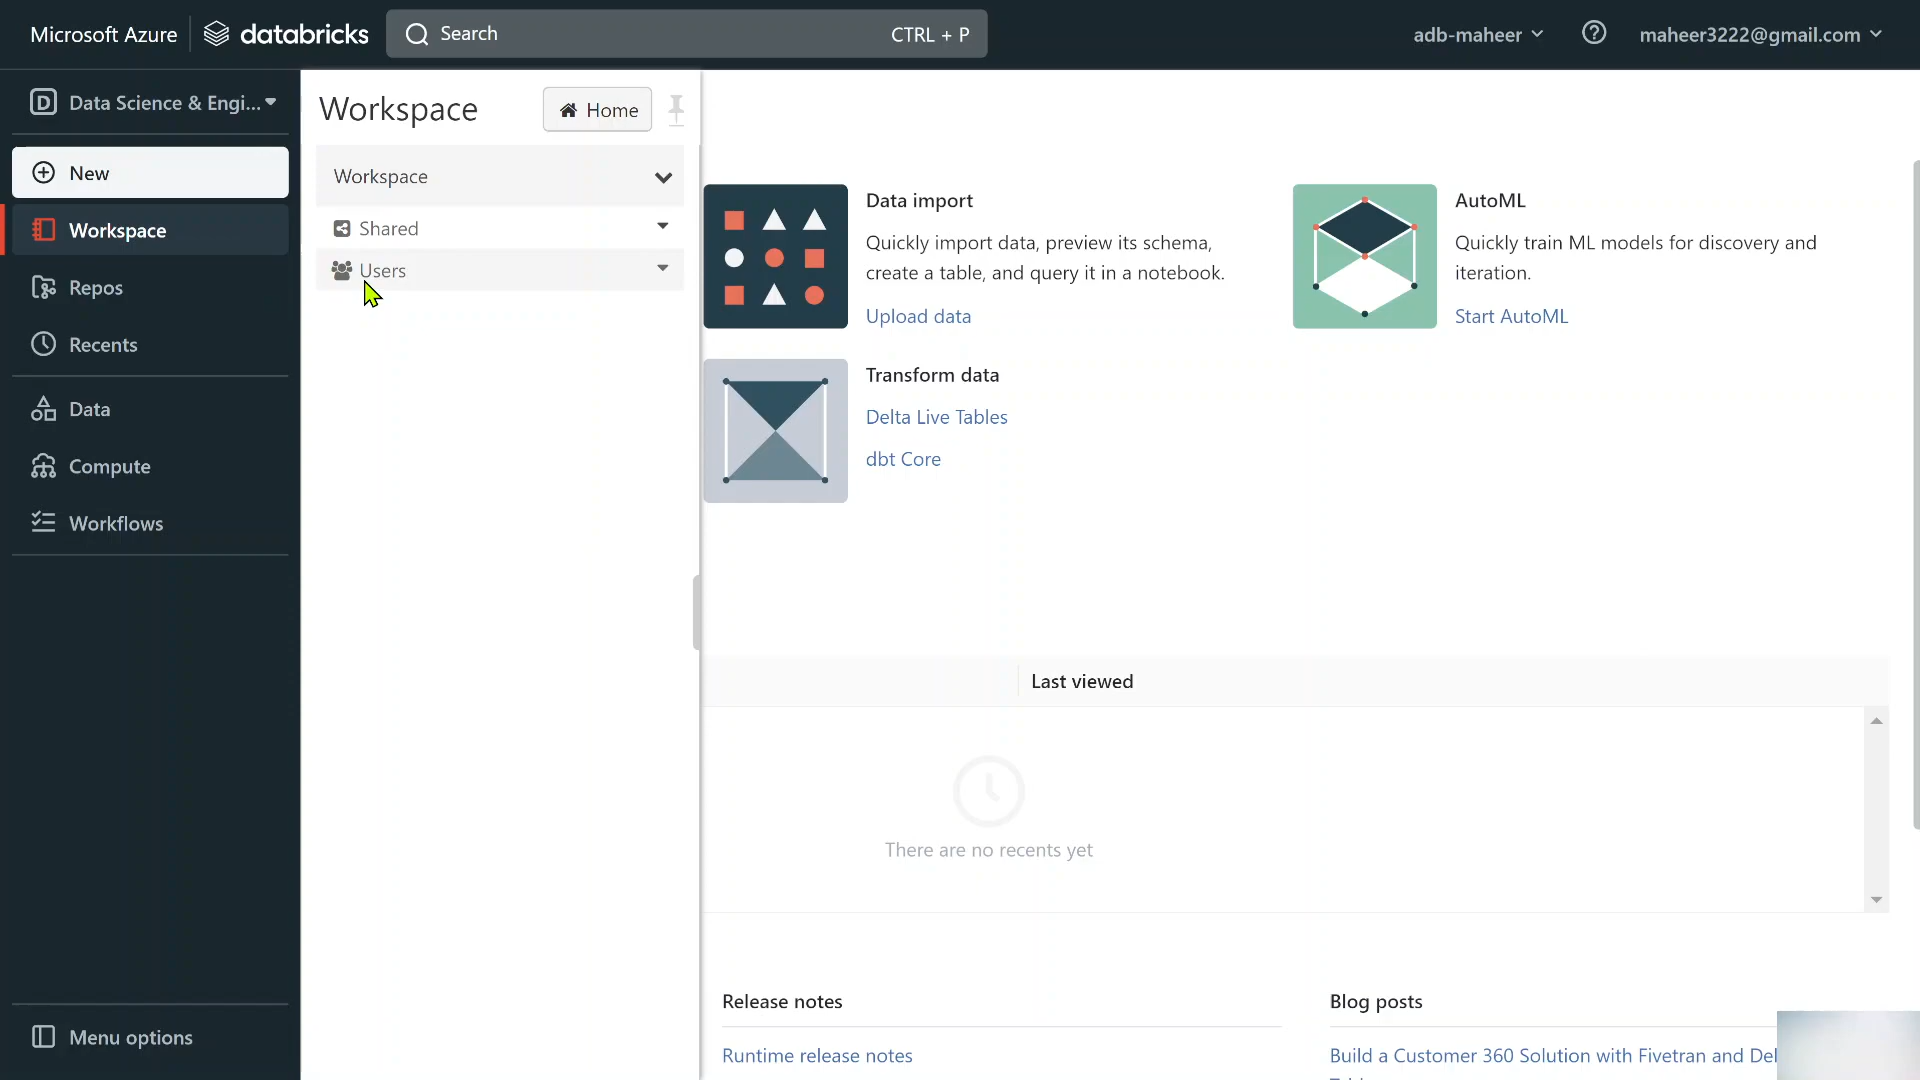 Microsoft Azure
databricks
Search
CTRL + P
adb-maheer
maheer3222@gmail.com
Data Science & Engi...
New
Workspace
Repos
Recents
Data
Compute
Workflows
Menu options
Workspace
Home
Workspace
Shared
Users
Data import
Quickly import data, preview its schema,
create a table, and query it in a notebook.
Upload data
AutoML
Quickly train ML models for discovery and
iteration.
Start AutoML
Transform data
Delta Live Tables
dbt Core
Last viewed
There are no recents yet
Release notes
Runtime release notes
Blog posts
Build a Customer 360 Solution with Fivetran and Del